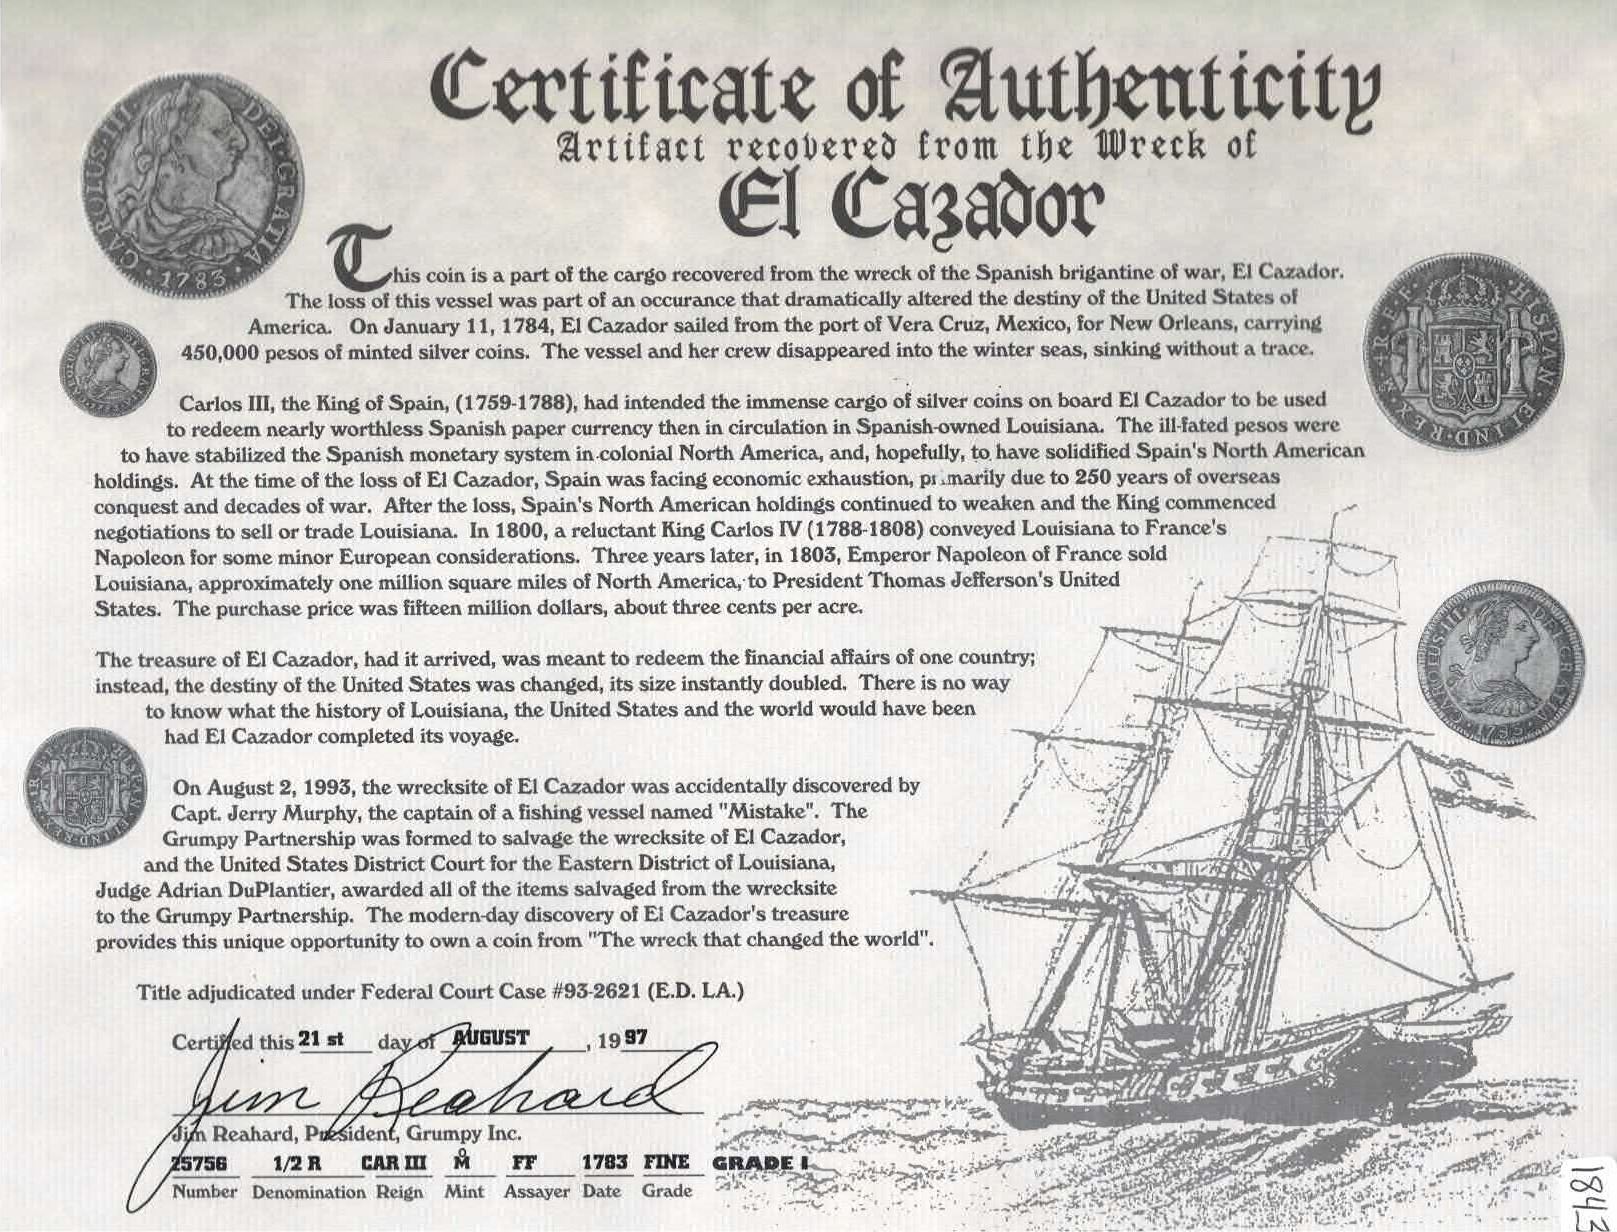 Certificate of Authenticity
Artifact recovered from the Wreck of
El Cazador
This coin is a part of the cargo recovered from the wreck of the Spanish brigantine of war, El Cazador.
The loss of this vessel was part of an occurance that dramatically altered the destiny of the United States of
America. On January 11, 1784, El Cazador sailed from the port of Vera Cruz, Mexico, for New Orleans, carrying
450,000 pesos of minted silver coins. The vessel and her crew disappeared into the winter seas, sinking without a trace.
Carlos III, the King of Spain, (1759-1788), had intended the immense cargo of silver coins on board El Cazador to be used
to redeem nearly worthless Spanish paper currency then in circulation in Spanish-owned Louisiana. The ill-fated pesos were
to have stabilized the Spanish monetary system in colonial North America, and, hopefully, to have solidified Spain's North American
holdings. At the time of the loss of El Cazador, Spain was facing economic exhaustion, primarily due to 250 years of overseas
conquest and decades of war. After the loss, Spain's North American holdings continued to weaken and the King commenced
negotiations to sell or trade Louisiana. In 1800, a reluctant King Carlos IV (1788-1808) conveyed Louisiana to France's
Napoleon for some minor European considerations. Three years later, in 1803, Emperor Napoleon of France sold
Louisiana, approximately one million square miles of North America, to President Thomas Jefferson's United
States. The purchase price was fifteen million dollars, about three cents per acre.
The treasure of El Cazador, had it arrived, was meant to redeem the financial affairs of one country;
instead, the destiny of the United States was changed, its size instantly doubled. There is no way
to know what the history of Louisiana, the United States and the world would have been
had El Cazador completed its voyage.
On August 2, 1993, the wrecksite of El Cazador was accidentally discovered by
Capt. Jerry Murphy, the captain of a fishing vessel named "Mistake". The
Grumpy Partnership was formed to salvage the wrecksite of El Cazador,
and the United States District Court for the Eastern District of Louisiana,
Judge Adrian DuPlantier, awarded all of the items salvaged from the wrecksite
to the Grumpy Partnership. The modern-day discovery of El Cazador's treasure
provides this unique opportunity to own a coin from "The wreck that changed the world".
Title adjudicated under Federal Court Case #93-2621 (E.D. LA.)
Certified this 21 st day of AUGUST, 1997
Jim Reahard
Jim Reahard, President, Grumpy Inc.
25756 1/2 R CAR III M̊ FF 1783 FINE GRADE I
Number Denomination Reign Mint Assayer Date Grade
CAROLUS·III· DEI·GRATIA ·1783·
HISPAN·ET·IND·REX·M̊·8R·F·F·
CAROLUS·III· DEI·GRATIA·1783·
1843